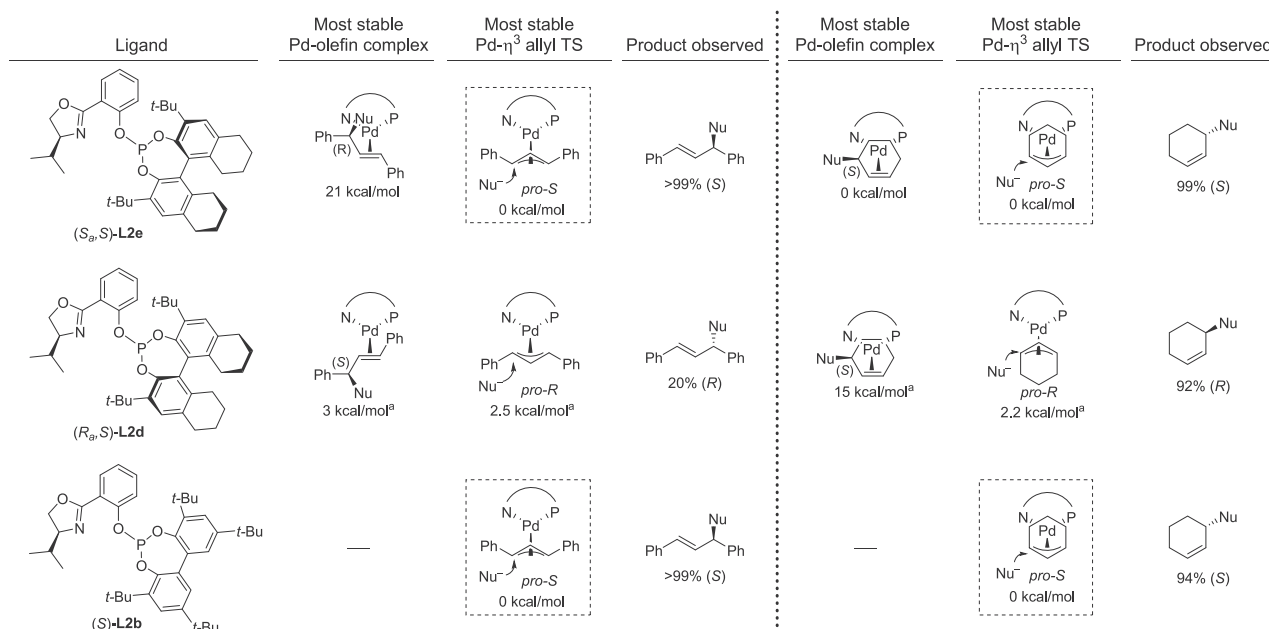 Ligand
Most stable
Pd-olefin complex
Most stable
Pd-η³ allyl TS
Product observed
Most stable
Pd-olefin complex
Most stable
Pd-η³ allyl TS
Product observed
O
N
O
P
O
O
t-Bu
t-Bu
(Sₐ,S)-L2e
N Nu P
Pd
Ph
(R)
Ph
21 kcal/mol
N P
Pd
Ph Ph
Nu⁻
pro-S
0 kcal/mol
Nu
Ph Ph
>99% (S)
N P
Pd
Nu
(S)
0 kcal/mol
N P
Pd
Nu⁻
pro-S
0 kcal/mol
Nu
99% (S)
O
N
O
P
O
O
t-Bu
t-Bu
(Rₐ,S)-L2d
N P
Pd
Ph
(S)
Ph
Nu
3 kcal/molᵃ
N P
Pd
Ph Ph
Nu⁻
pro-R
2.5 kcal/molᵃ
Nu
Ph Ph
20% (R)
N P
Pd
Nu
(S)
15 kcal/molᵃ
N P
Pd
Nu⁻
pro-R
2.2 kcal/molᵃ
Nu
92% (R)
O
N
O
P
O
O
t-Bu
t-Bu
t-Bu
t-Bu
(S)-L2b
—
N P
Pd
Ph Ph
Nu⁻
pro-S
0 kcal/mol
Nu
Ph Ph
>99% (S)
—
N P
Pd
Nu⁻
pro-S
0 kcal/mol
Nu
94% (S)